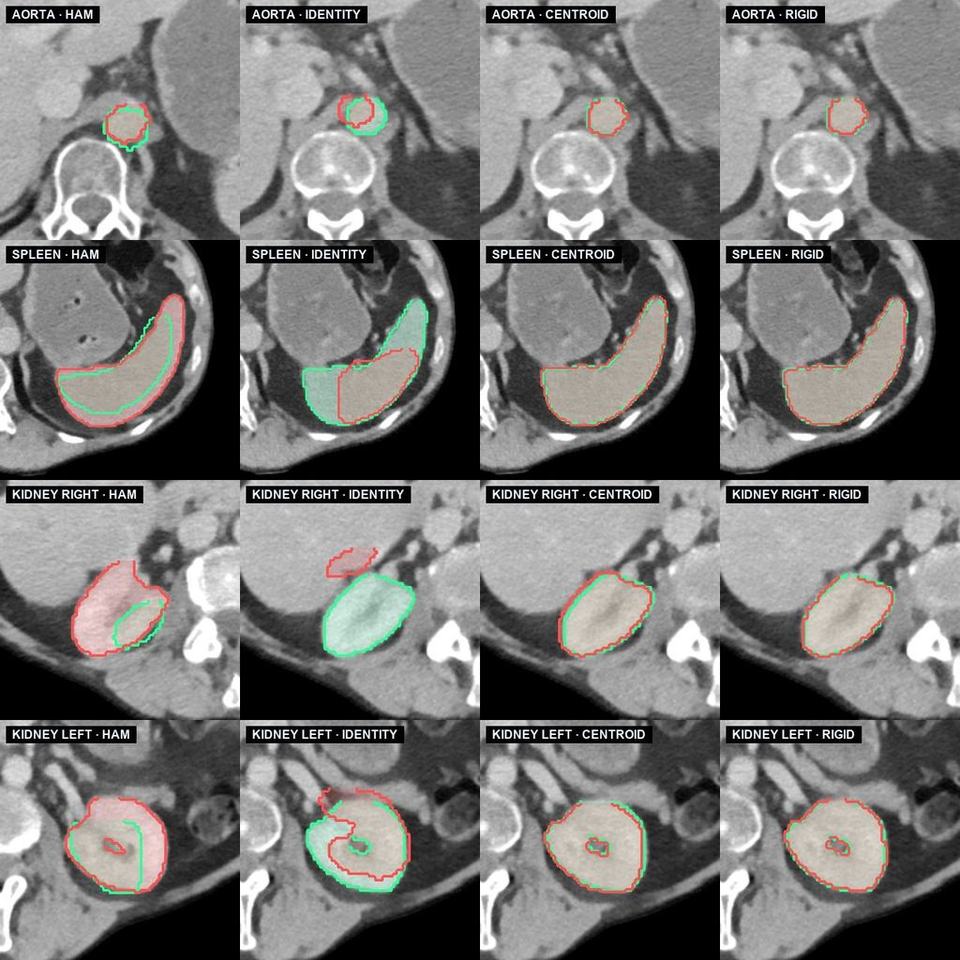 AORTA · HAM
AORTA · IDENTITY
AORTA · CENTROID
AORTA · RIGID
SPLEEN · HAM
SPLEEN · IDENTITY
SPLEEN · CENTROID
SPLEEN · RIGID
KIDNEY RIGHT · HAM
KIDNEY RIGHT · IDENTITY
KIDNEY RIGHT · CENTROID
KIDNEY RIGHT · RIGID
KIDNEY LEFT · HAM
KIDNEY LEFT · IDENTITY
KIDNEY LEFT · CENTROID
KIDNEY LEFT · RIGID